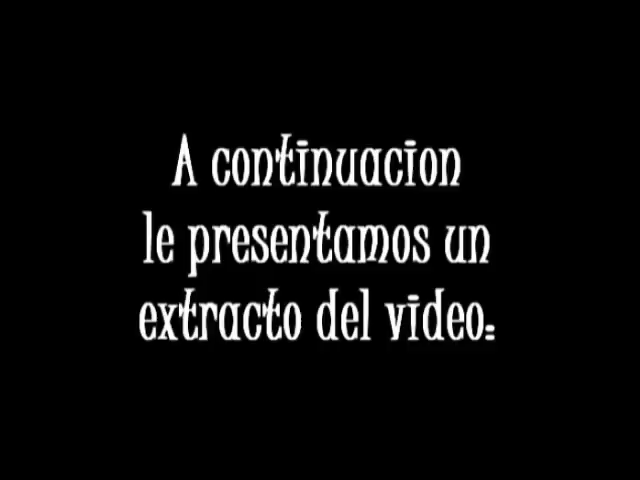 A continuacion
le presentamos un
extracto del video: